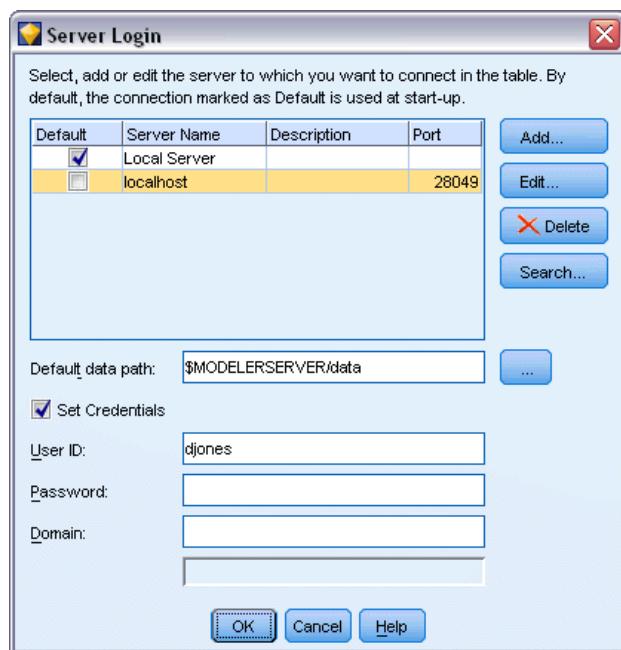 Server Login
Select, add or edit the server to which you want to connect in the table. By
default, the connection marked as Default is used at start-up.
Default Server Name Description Port
Local Server
localhost 28049
Add...
Edit...
Delete
Search...
Default data path: $MODELERSERVER/data ...
Set Credentials
User ID: djones
Password:
Domain:
OK Cancel Help